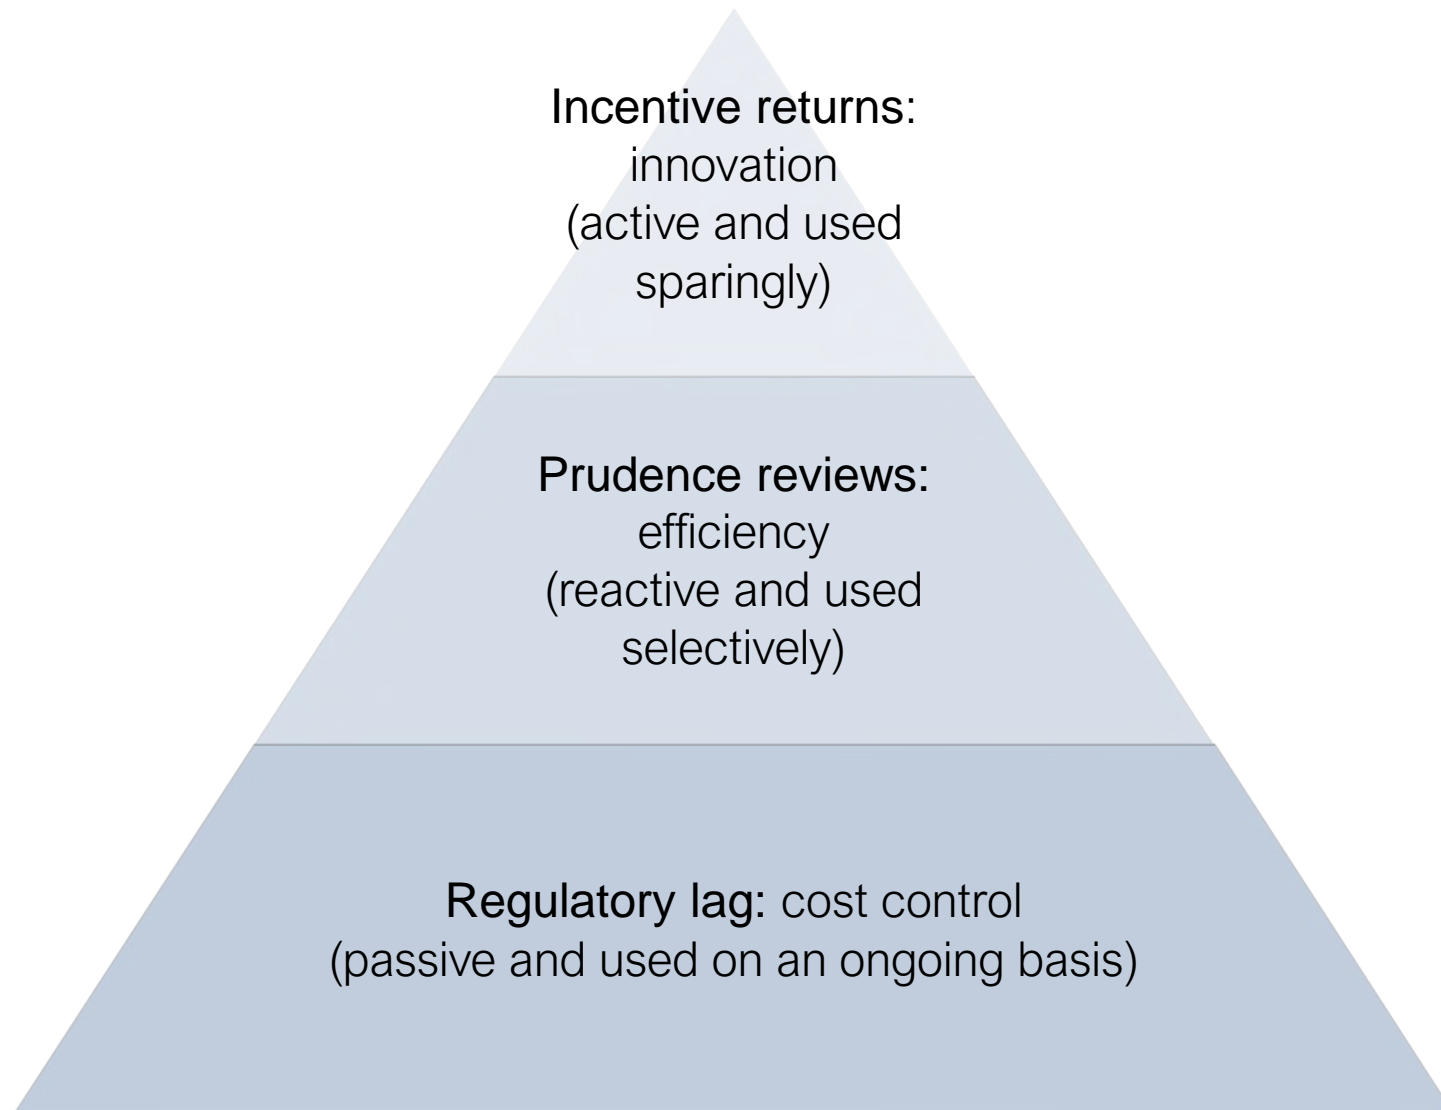 Incentive returns:
innovation
(active and used
sparingly)
Prudence reviews:
efficiency
(reactive and used
selectively)
Regulatory lag: cost control
(passive and used on an ongoing basis)